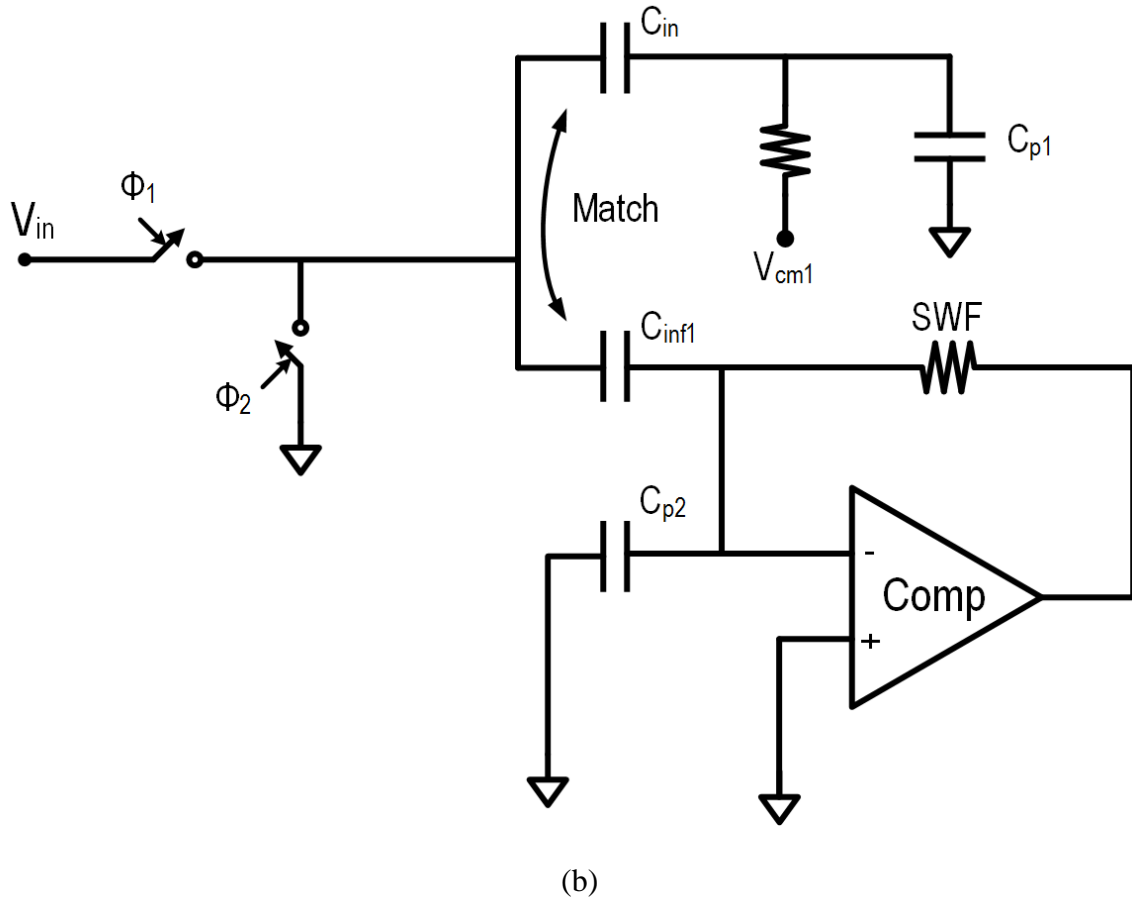 C_in
C_p1
Φ_1
V_in
Match
V_cm1
C_inf1
SWF
Φ_2
C_p2
-
Comp
+
(b)